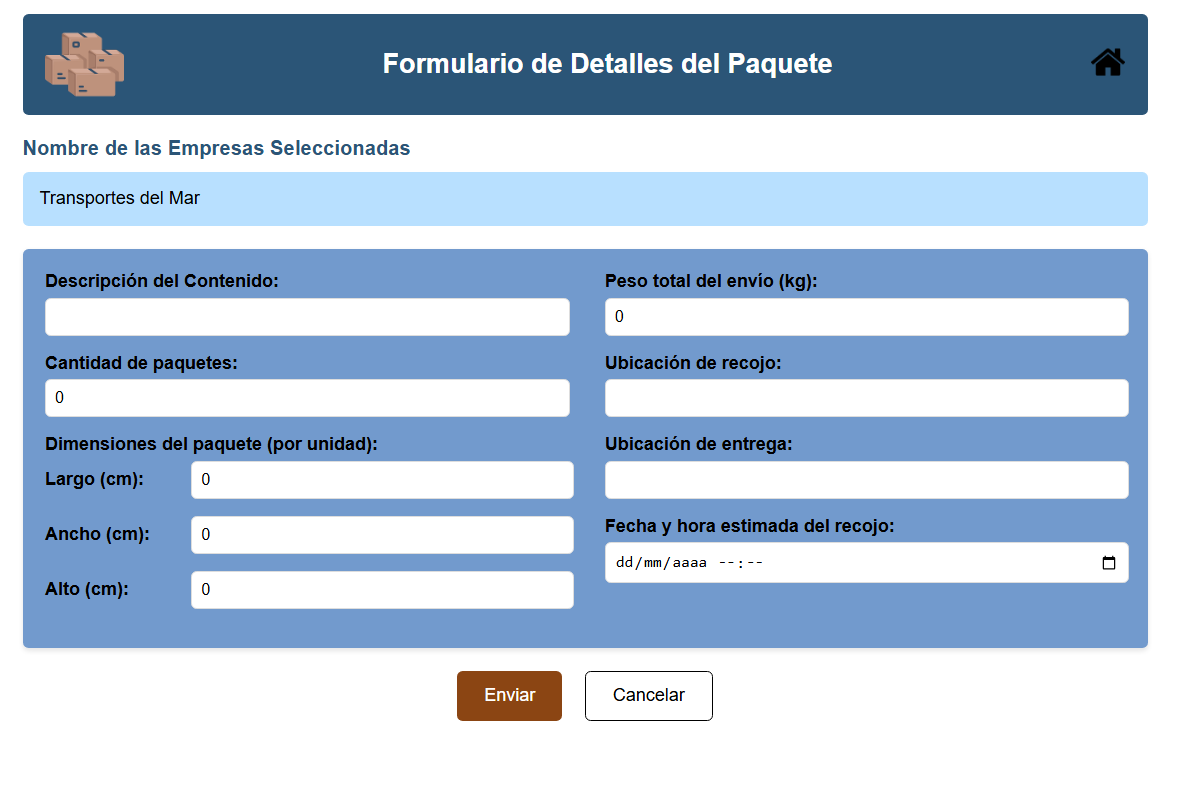 Formulario de Detalles del Paquete
Nombre de las Empresas Seleccionadas
Transportes del Mar
Descripción del Contenido:
Cantidad de paquetes:
0
Dimensiones del paquete (por unidad):
Largo (cm): 0
Ancho (cm): 0
Alto (cm): 0
Peso total del envío (kg):
0
Ubicación de recojo:
Ubicación de entrega:
Fecha y hora estimada del recojo:
dd/mm/aaaa --:--
Enviar
Cancelar